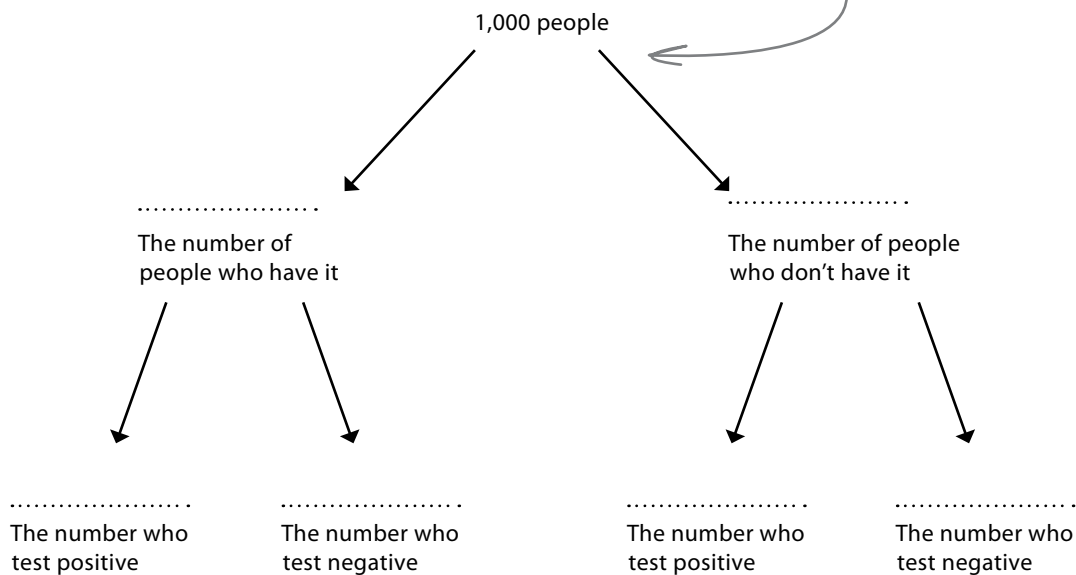 1,000 people
The number of
people who have it
The number of people
who don't have it
The number who
test positive
The number who
test negative
The number who
test positive
The number who
test negative